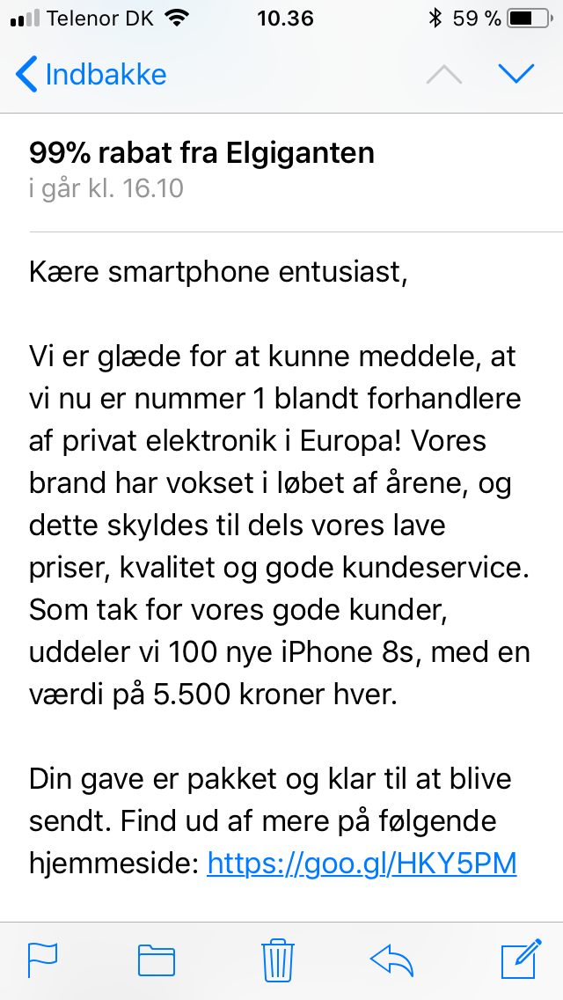 Telenor DK 10.36 59 %
Indbakke
99% rabat fra Elgiganten
i går kl. 16.10
Kære smartphone entusiast,
Vi er glæde for at kunne meddele, at
vi nu er nummer 1 blandt forhandlere
af privat elektronik i Europa! Vores
brand har vokset i løbet af årene, og
dette skyldes til dels vores lave
priser, kvalitet og gode kundeservice.
Som tak for vores gode kunder,
uddeler vi 100 nye iPhone 8s, med en
værdi på 5.500 kroner hver.
Din gave er pakket og klar til at blive
sendt. Find ud af mere på følgende
hjemmeside: https://goo.gl/HKY5PM